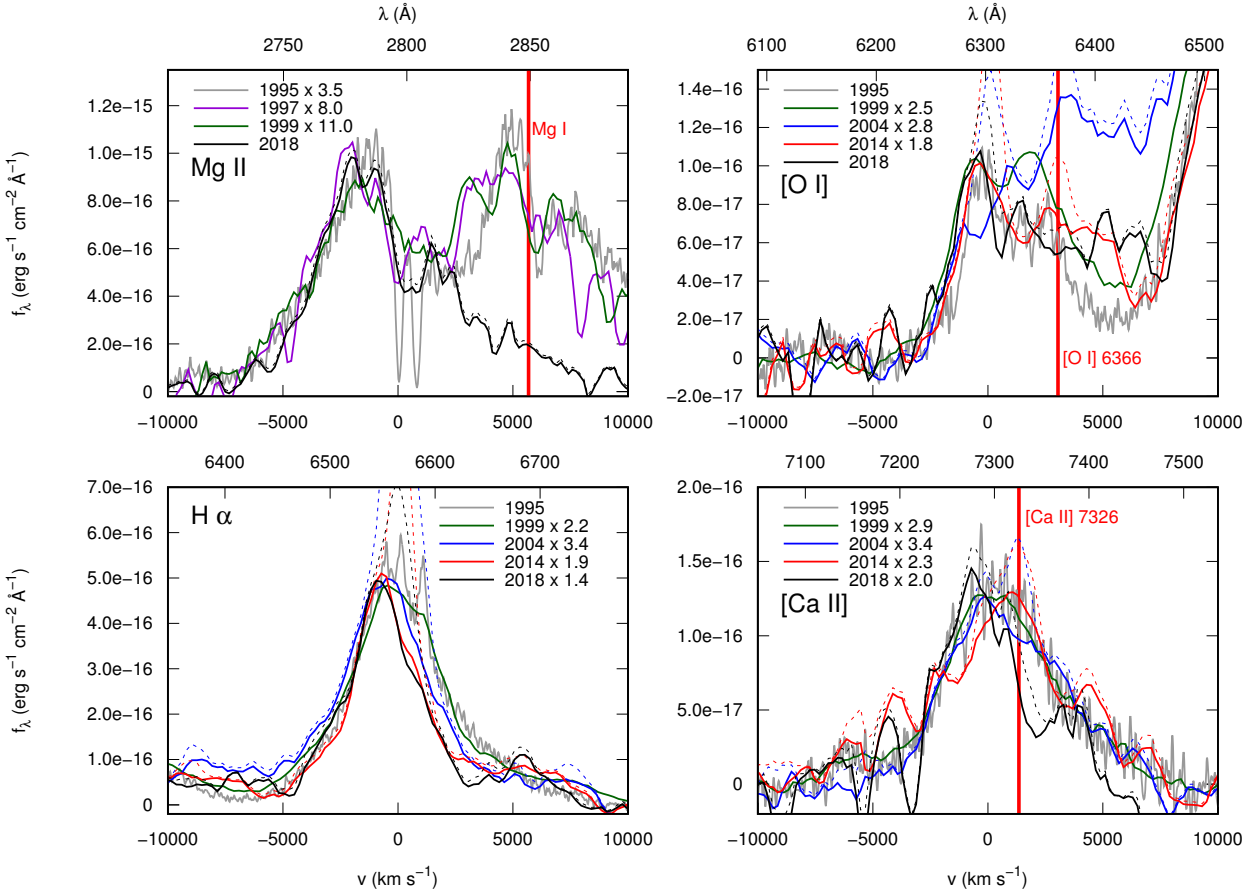 λ (Å)
2750 2800 2850
1995 x 3.5
1997 x 8.0
1999 x 11.0
2018
Mg II
Mg I
f_λ (erg s⁻¹ cm⁻² Å⁻¹)
1.2e−15
1.0e−15
8.0e−16
6.0e−16
4.0e−16
2.0e−16
0
−10000 −5000 0 5000 10000
λ (Å)
6100 6200 6300 6400 6500
1995
1999 x 2.5
2004 x 2.8
2014 x 1.8
2018
[O I]
[O I] 6366
1.4e−16
1.2e−16
1.0e−16
8.0e−17
6.0e−17
4.0e−17
2.0e−17
0
−2.0e−17
−10000 −5000 0 5000 10000
6400 6500 6600 6700
H α
1995
1999 x 2.2
2004 x 3.4
2014 x 1.9
2018 x 1.4
f_λ (erg s⁻¹ cm⁻² Å⁻¹)
7.0e−16
6.0e−16
5.0e−16
4.0e−16
3.0e−16
2.0e−16
1.0e−16
0
−10000 −5000 0 5000 10000
v (km s⁻¹)
7100 7200 7300 7400 7500
1995
1999 x 2.9
2004 x 3.4
2014 x 2.3
2018 x 2.0
[Ca II]
[Ca II] 7326
2.0e−16
1.5e−16
1.0e−16
5.0e−17
0
−10000 −5000 0 5000 10000
v (km s⁻¹)